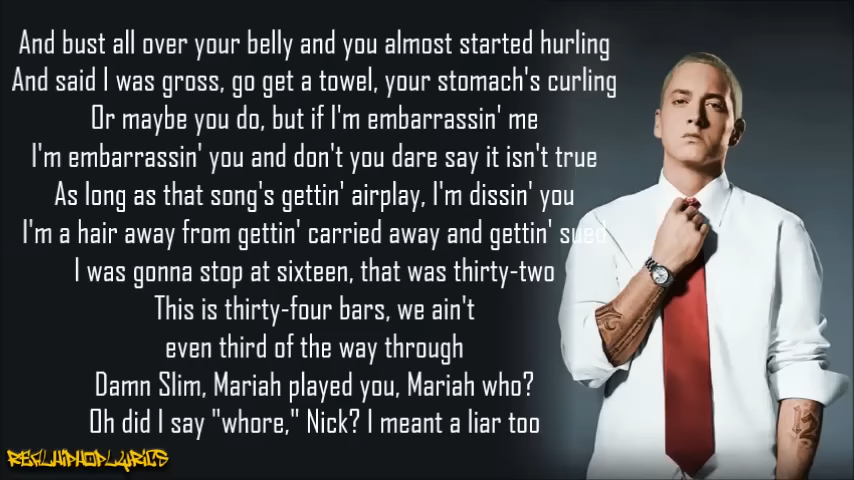 And bust all over your belly and you almost started hurling
And said I was gross, go get a towel, your stomach's curling
Or maybe you do, but if I'm embarrassin' me
I'm embarrassin' you and don't you dare say it isn't true
As long as that song's gettin' airplay, I'm dissin' you
I'm a hair away from gettin' carried away and gettin' sued
I was gonna stop at sixteen, that was thirty-two
This is thirty-four bars, we ain't
even third of the way through
Damn Slim, Mariah played you, Mariah who?
Oh did I say "whore," Nick? I meant a liar too
REALHIPHOPLYRICS